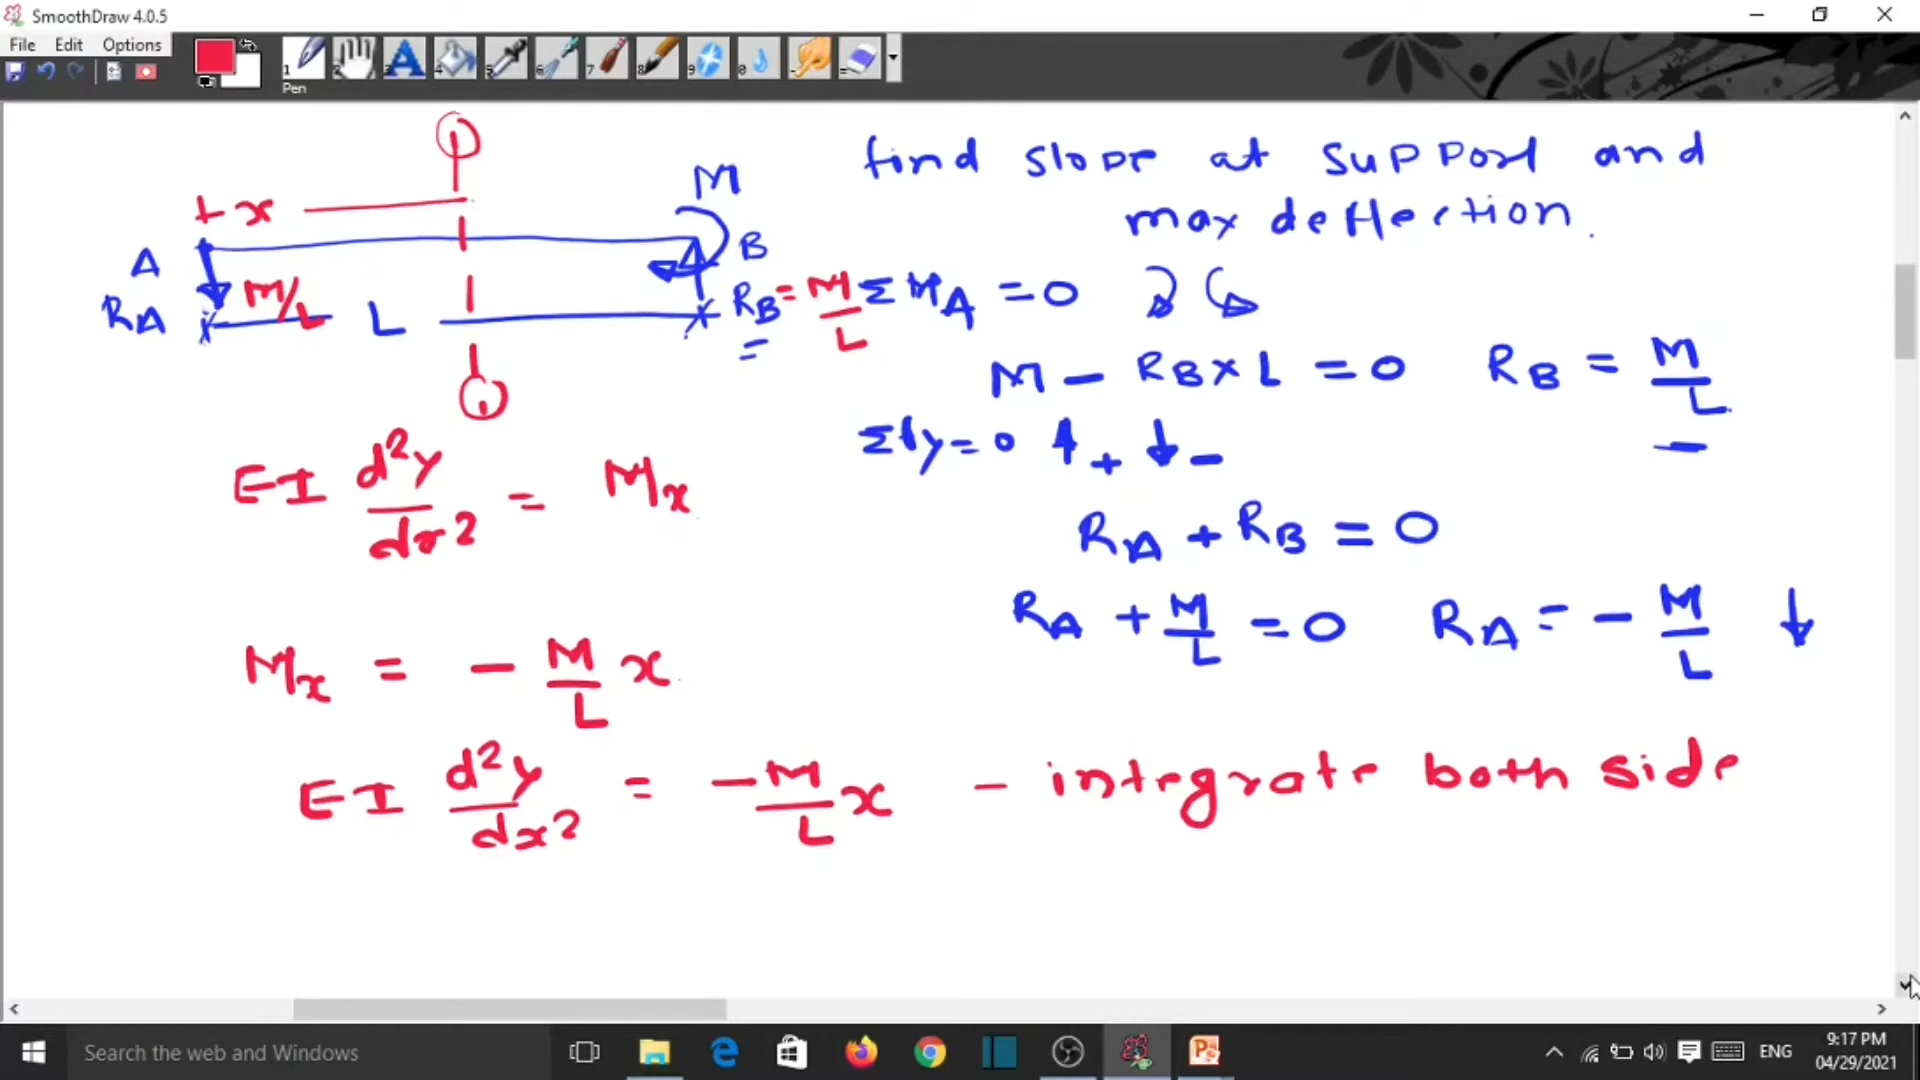 SmoothDraw 4.0.5
File Edit Options
Pen
find slope at support and
max deflection.
x
M
A
B
RA
M/L
L
RB = M/L
ΣMA = 0
M - RB x L = 0 RB = M/L
Σfy = 0 ↑ + ↓ -
RA + RB = 0
RA + M/L = 0 RA = - M/L ↓
EI d²y/dx² = Mx
Mx = - M/L x
EI d²y/dx² = - M/L x - integrate both side
Search the web and Windows
ENG
9:17 PM
04/29/2021